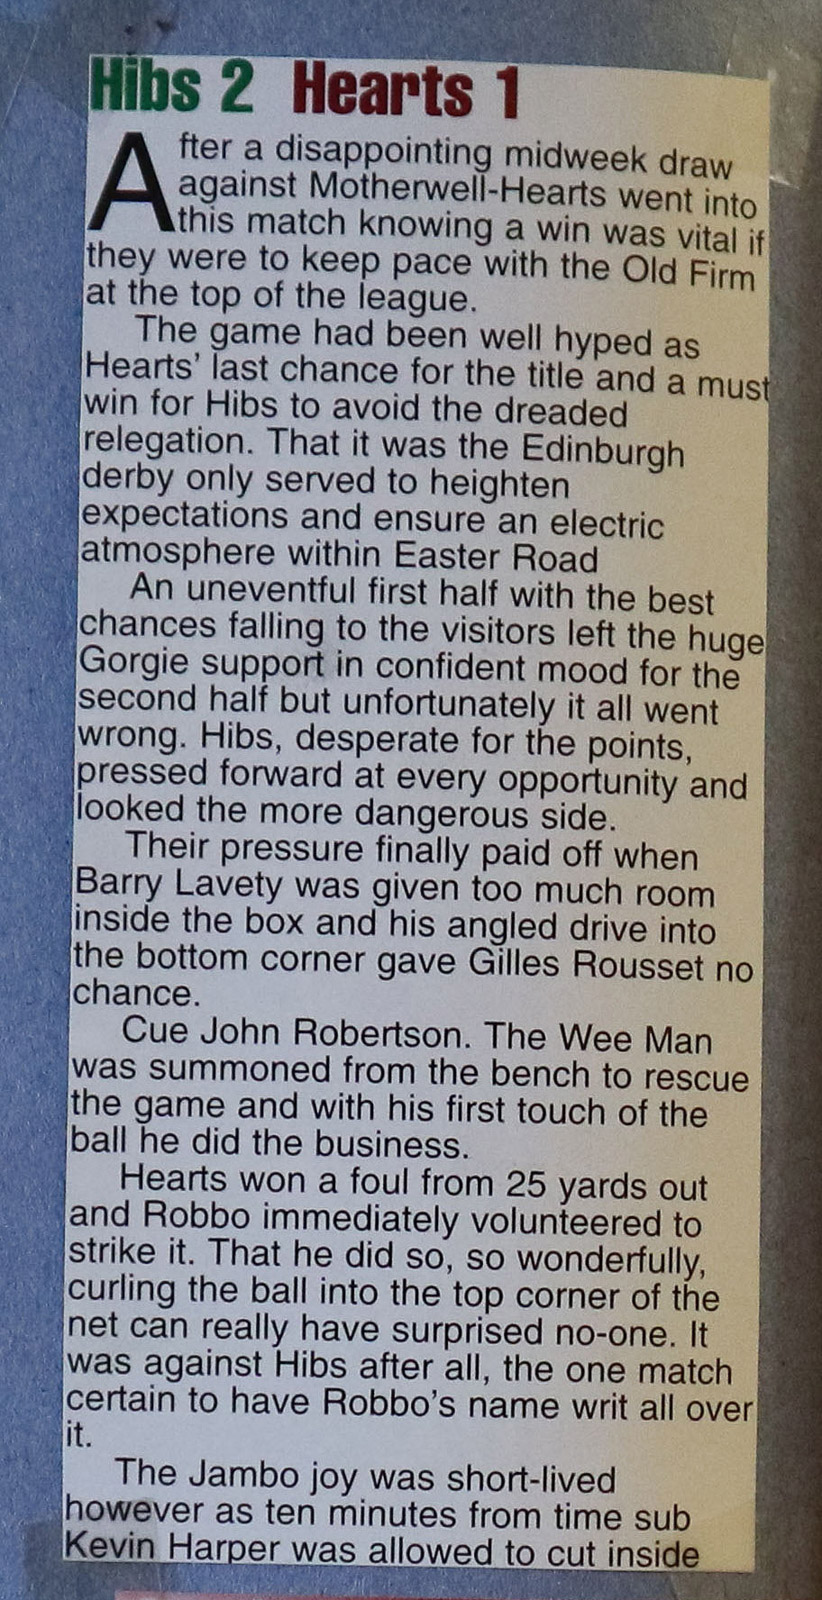 Hibs 2 Hearts 1
After a disappointing midweek draw
against Motherwell-Hearts went into
this match knowing a win was vital if
they were to keep pace with the Old Firm
at the top of the league.
The game had been well hyped as
Hearts' last chance for the title and a must
win for Hibs to avoid the dreaded
relegation. That it was the Edinburgh
derby only served to heighten
expectations and ensure an electric
atmosphere within Easter Road
An uneventful first half with the best
chances falling to the visitors left the huge
Gorgie support in confident mood for the
second half but unfortunately it all went
wrong. Hibs, desperate for the points,
pressed forward at every opportunity and
looked the more dangerous side.
Their pressure finally paid off when
Barry Lavety was given too much room
inside the box and his angled drive into
the bottom corner gave Gilles Rousset no
chance.
Cue John Robertson. The Wee Man
was summoned from the bench to rescue
the game and with his first touch of the
ball he did the business.
Hearts won a foul from 25 yards out
and Robbo immediately volunteered to
strike it. That he did so, so wonderfully,
curling the ball into the top corner of the
net can really have surprised no-one. It
was against Hibs after all, the one match
certain to have Robbo's name writ all over
it.
The Jambo joy was short-lived
however as ten minutes from time sub
Kevin Harper was allowed to cut inside